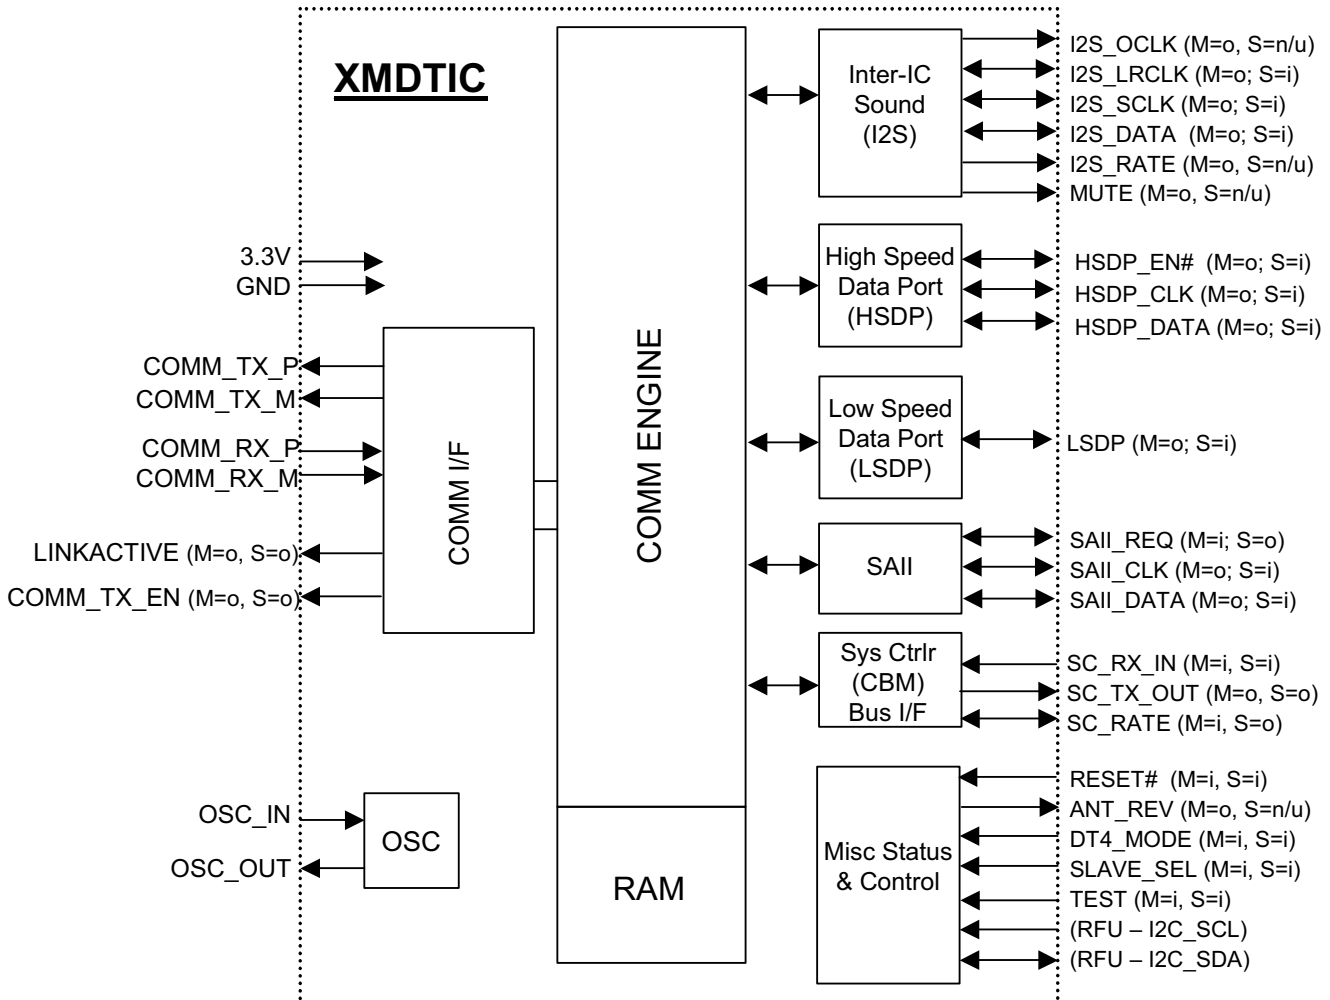 XMDTIC
3.3V
GND
COMM_TX_P
COMM_TX_M
COMM_RX_P
COMM_RX_M
LINKACTIVE (M=o, S=o)
COMM_TX_EN (M=o, S=o)
OSC_IN
OSC_OUT
OSC
COMM I/F
COMM ENGINE
RAM
Inter-IC
Sound
(I2S)
I2S_OCLK (M=o, S=n/u)
I2S_LRCLK (M=o; S=i)
I2S_SCLK (M=o; S=i)
I2S_DATA (M=o; S=i)
I2S_RATE (M=o, S=n/u)
MUTE (M=o, S=n/u)
High Speed
Data Port
(HSDP)
HSDP_EN# (M=o; S=i)
HSDP_CLK (M=o; S=i)
HSDP_DATA (M=o; S=i)
Low Speed
Data Port
(LSDP)
LSDP (M=o; S=i)
SAII
SAII_REQ (M=i; S=o)
SAII_CLK (M=o; S=i)
SAII_DATA (M=o; S=i)
Sys Ctrlr
(CBM)
Bus I/F
SC_RX_IN (M=i, S=i)
SC_TX_OUT (M=o, S=o)
SC_RATE (M=i, S=o)
Misc Status
& Control
RESET# (M=i, S=i)
ANT_REV (M=o, S=n/u)
DT4_MODE (M=i, S=i)
SLAVE_SEL (M=i, S=i)
TEST (M=i, S=i)
(RFU – I2C_SCL)
(RFU – I2C_SDA)